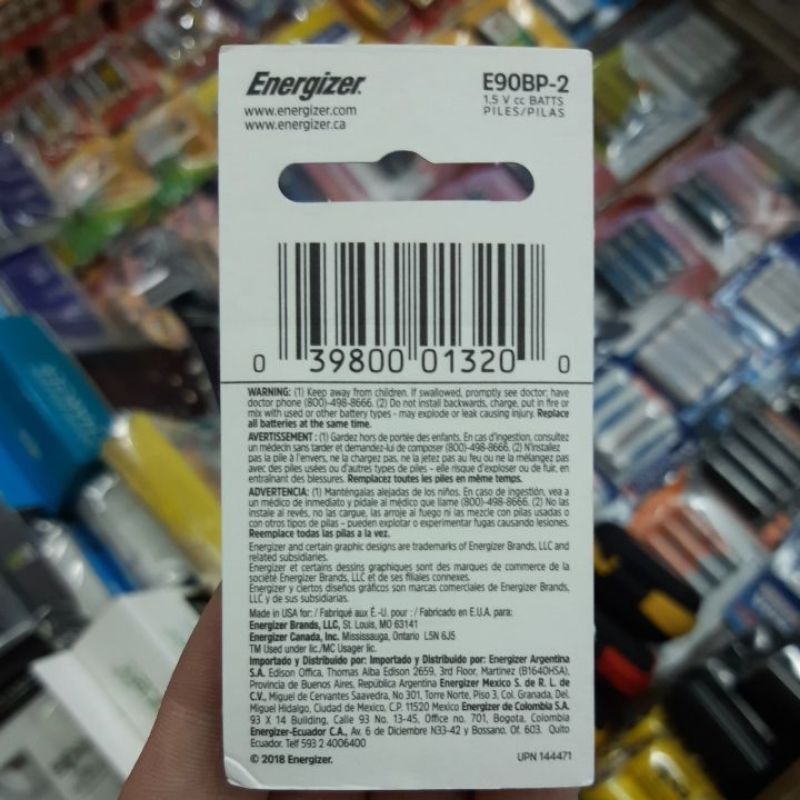 Energizer
www.energizer.com
www.energizer.ca
E90BP-2
1.5 V cc BATTS
PILES/PILAS
0 39800 01320 0
WARNING: (1) Keep away from children. If swallowed, promptly see doctor; have
doctor phone (800)-498-8666. (2) Do not install backwards, charge, put in fire or
mix with used or other battery types - may explode or leak causing injury. Replace
all batteries at the same time.
AVERTISSEMENT : (1) Gardez hors de portée des enfants. En cas d'ingestion, consultez
un médecin sans tarder et demandez-lui de composer (800)-498-8666. (2) N'installez
pas la pile à l'envers, ne la chargez pas, ne la jetez pas au feu ou ne la mélangez pas
avec des piles usées ou d'autres types de piles - elle risque d'exploser ou de fuir, en
entraînant des blessures. Remplacez toutes les piles en même temps.
ADVERTENCIA: (1) Manténgalas alejadas de los niños. En caso de ingestión, vea a
un médico de inmediato y pídale al médico que llame (800)-498-8666. (2) No las
instale al revés, no las cargue, las arroje al fuego ni las mezcle con pilas usadas o
con otros tipos de pilas - pueden explotar o experimentar fugas causando lesiones.
Reemplace todas las pilas a la vez.
Energizer and certain graphic designs are trademarks of Energizer Brands, LLC and
related subsidiaries.
Energizer et certains dessins graphiques sont des marques de commerce de la
société Energizer Brands, LLC et de ses filiales connexes.
Energizer y ciertos diseños gráficos son marcas comerciales de Energizer Brands,
LLC y de sus subsidiarias.
Made in USA for: / Fabriqué aux É.-U. pour : / Fabricado en E.U.A. para:
Energizer Brands, LLC, St. Louis, MO 63141
Energizer Canada, Inc. Mississauga, Ontario L5N 6J5
TM Used under lic./MC Usager lic.
Importado y Distribuido por: Importado y Distribuido por: Energizer Argentina
S.A. Edison Offica, Thomas Alba Edison 2659, 3rd Floor, Martinez (B1640HSA),
Provincia de Buenos Aires, República Argentina Energizer Mexico S. de R. L. de
C.V., Miguel de Cervantes Saavedra, No 301, Torre Norte, Piso 3, Col. Granada, Del.
Miguel Hidalgo, Ciudad de Mexico, C.P. 11520 Mexico Energizer de Colombia S.A.
93 X 14 Building, Calle 93 No. 13-45, Office no. 701, Bogota, Colombia
Energizer-Ecuador C.A., Av. 6 de Diciembre N33-42 y Bossano. Of. 603. Quito
Ecuador. Telf 593 2 4006400
© 2018 Energizer.
UPN 144471